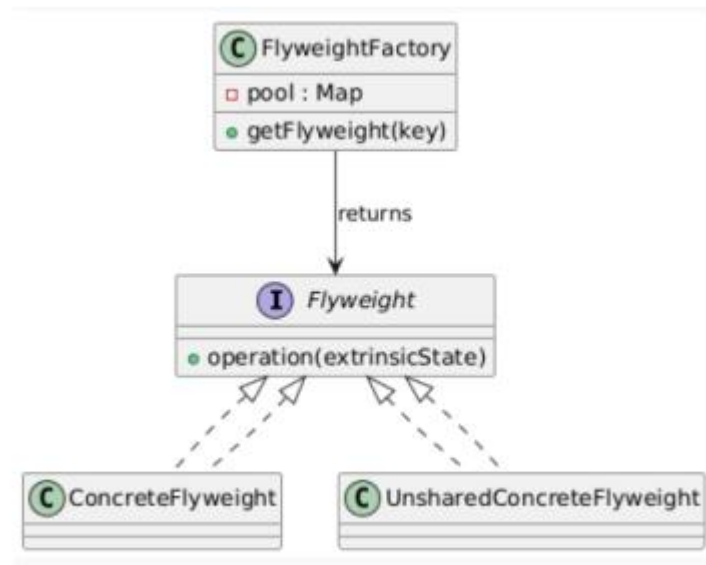 C FlyweightFactory
pool : Map
getFlyweight(key)
returns
I Flyweight
operation(extrinsicState)
C ConcreteFlyweight
C UnsharedConcreteFlyweight